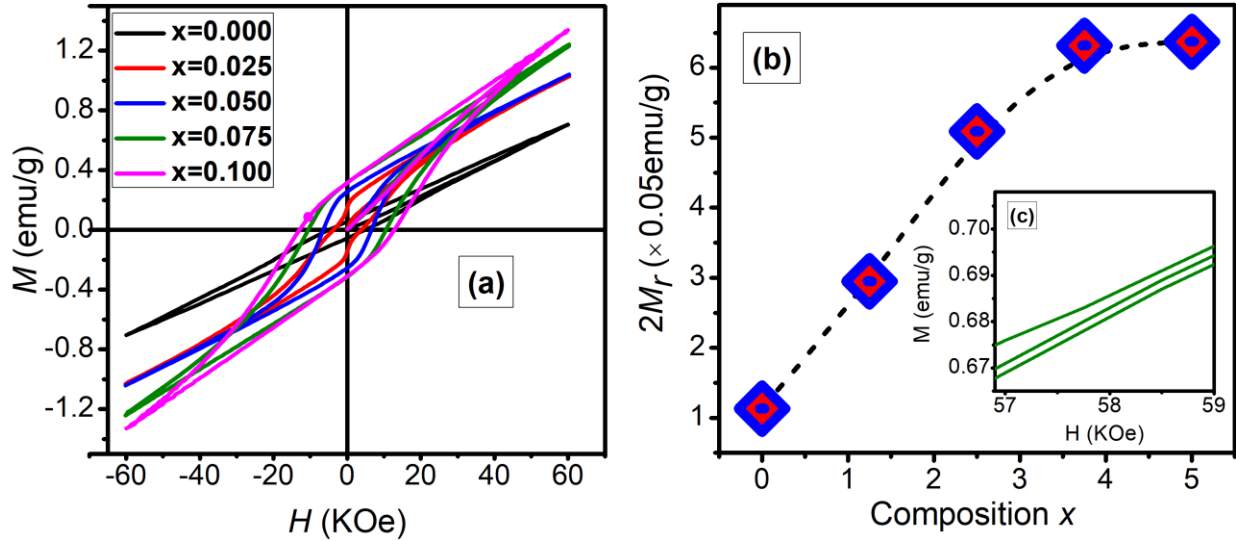 x=0.000
x=0.025
x=0.050
x=0.075
x=0.100
1.2
0.8
0.4
0.0
-0.4
-0.8
-1.2
M (emu/g)
(a)
-60 -40 -20 0 20 40 60
H (KOe)
(b)
6
5
4
3
2
1
2Mr (× 0.05emu/g)
0 1 2 3 4 5
Composition x
(c)
0.70
0.69
0.68
0.67
M (emu/g)
57 58 59
H (KOe)